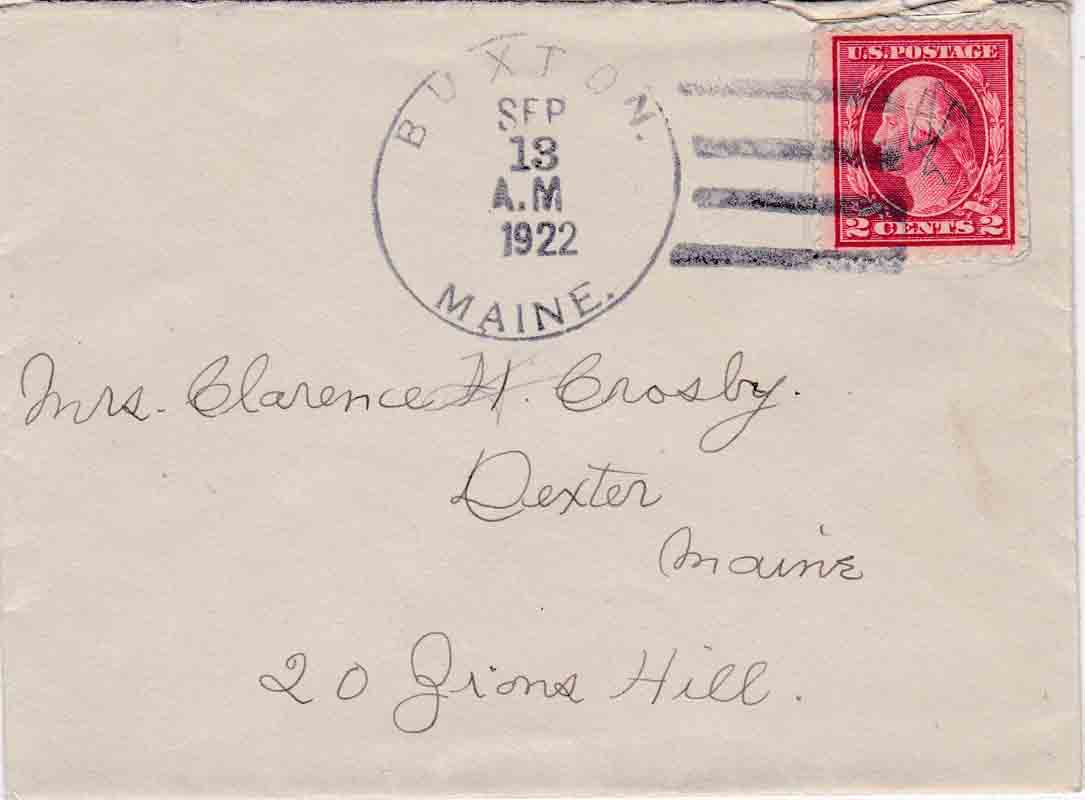 BUXTON.
SEP
13
A.M
1922
MAINE.
U.S. POSTAGE
2 CENTS 2
Mrs. Clarence H. Crosby.
Dexter
Maine
20 Zions Hill.